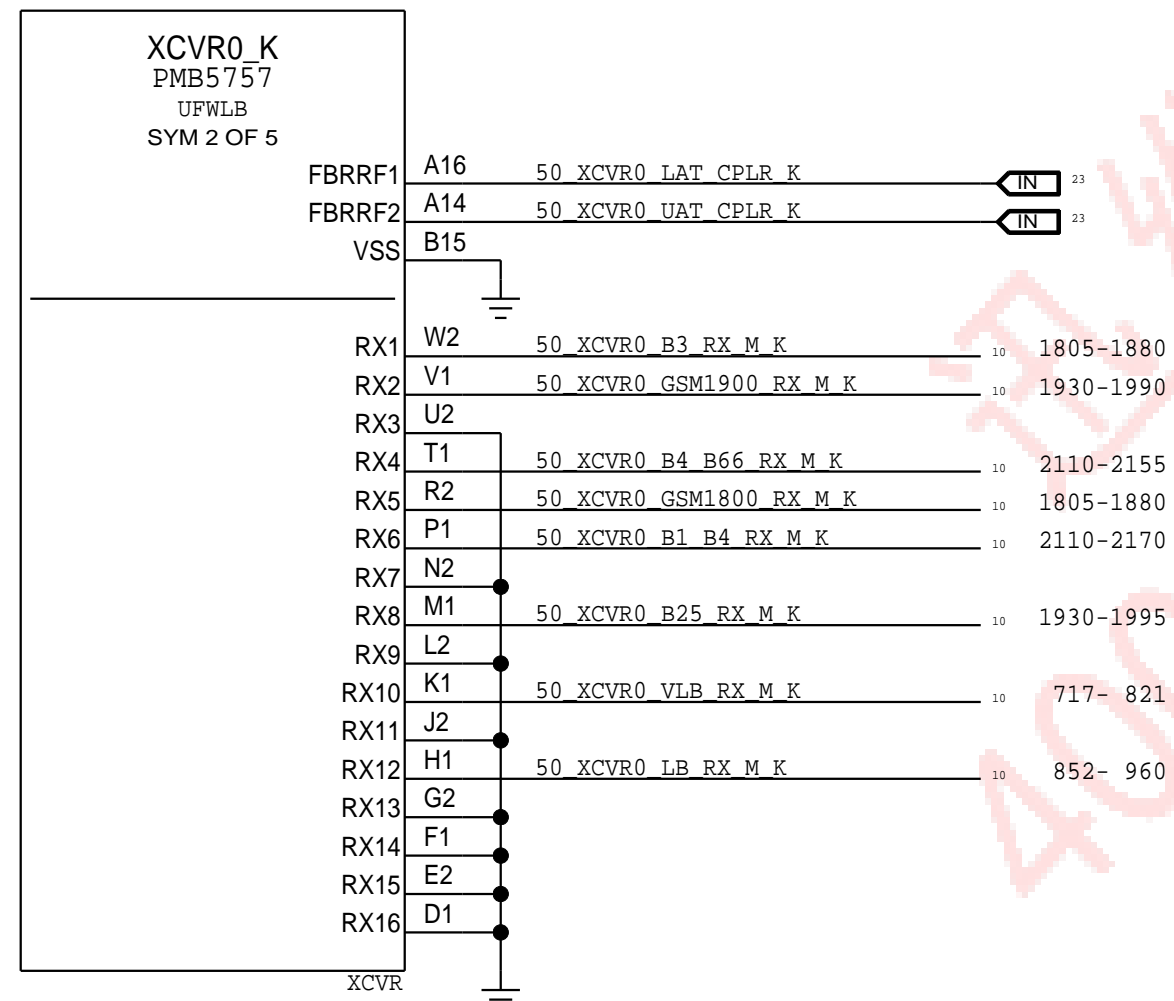 XCVR0_K
PMB5757
UFWLB
SYM 2 OF 5
FBRRF1 A16 50_XCVR0_LAT_CPLR_K IN 23
FBRRF2 A14 50_XCVR0_UAT_CPLR_K IN 23
VSS B15
RX1 W2 50_XCVR0_B3_RX_M_K 10 1805-1880
RX2 V1 50_XCVR0_GSM1900_RX_M_K 10 1930-1990
RX3 U2
RX4 T1 50_XCVR0_B4_B66_RX_M_K 10 2110-2155
RX5 R2 50_XCVR0_GSM1800_RX_M_K 10 1805-1880
RX6 P1 50_XCVR0_B1_B4_RX_M_K 10 2110-2170
RX7 N2
RX8 M1 50_XCVR0_B25_RX_M_K 10 1930-1995
RX9 L2
RX10 K1 50_XCVR0_VLB_RX_M_K 10 717- 821
RX11 J2
RX12 H1 50_XCVR0_LB_RX_M_K 10 852- 960
RX13 G2
RX14 F1
RX15 E2
RX16 D1
XCVR